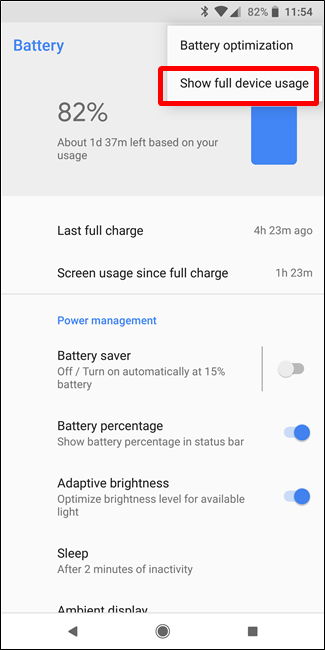 82% 11:54
Battery
Battery optimization
Show full device usage
82%
About 1d 37m left based on your
usage
Last full charge 4h 23m ago
Screen usage since full charge 1h 23m
Power management
Battery saver
Off / Turn on automatically at 15%
battery
Battery percentage
Show battery percentage in status bar
Adaptive brightness
Optimize brightness level for available
light
Sleep
After 2 minutes of inactivity
Ambient display